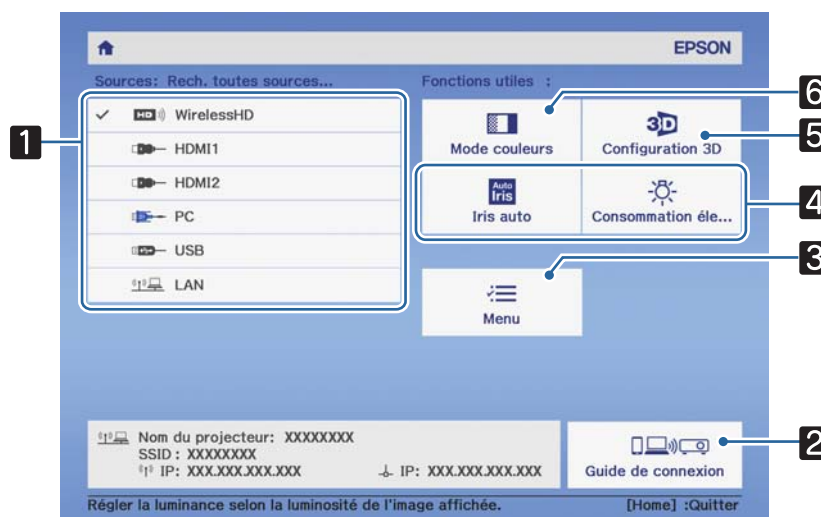 EPSON
Sources: Rech. toutes sources...
Fonctions utiles :
1
HD WirelessHD
HDMI1
HDMI2
PC
USB
LAN
6
Mode couleurs
3D
Configuration 3D
5
Auto
Iris
Iris auto
Consommation éle...
4
3
Menu
Nom du projecteur: XXXXXXXX
SSID : XXXXXXXX
IP: XXX.XXX.XXX.XXX IP: XXX.XXX.XXX.XXX
2
Guide de connexion
Régler la luminance selon la luminosité de l'image affichée. [Home] :Quitter